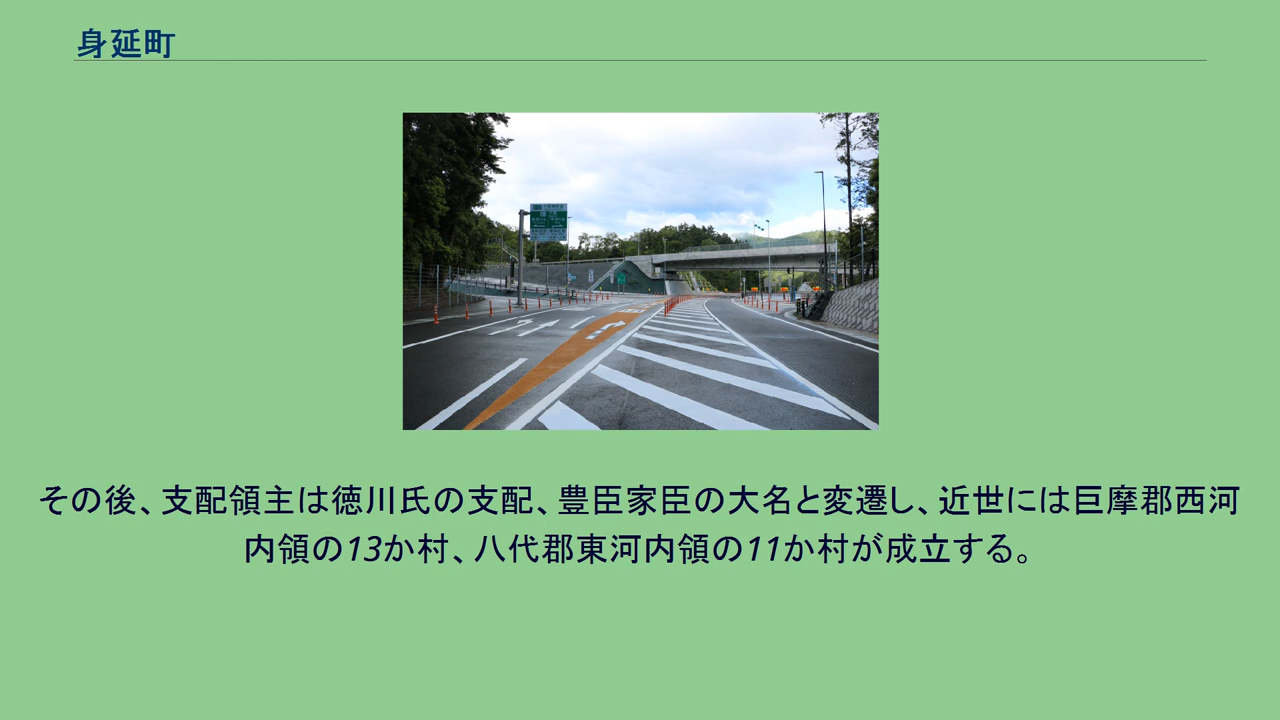 身延町
その後、支配領主は徳川氏の支配、豊臣家臣の大名と変遷し、近世には巨摩郡西河
内領の13か村、八代郡東河内領の11か村が成立する。